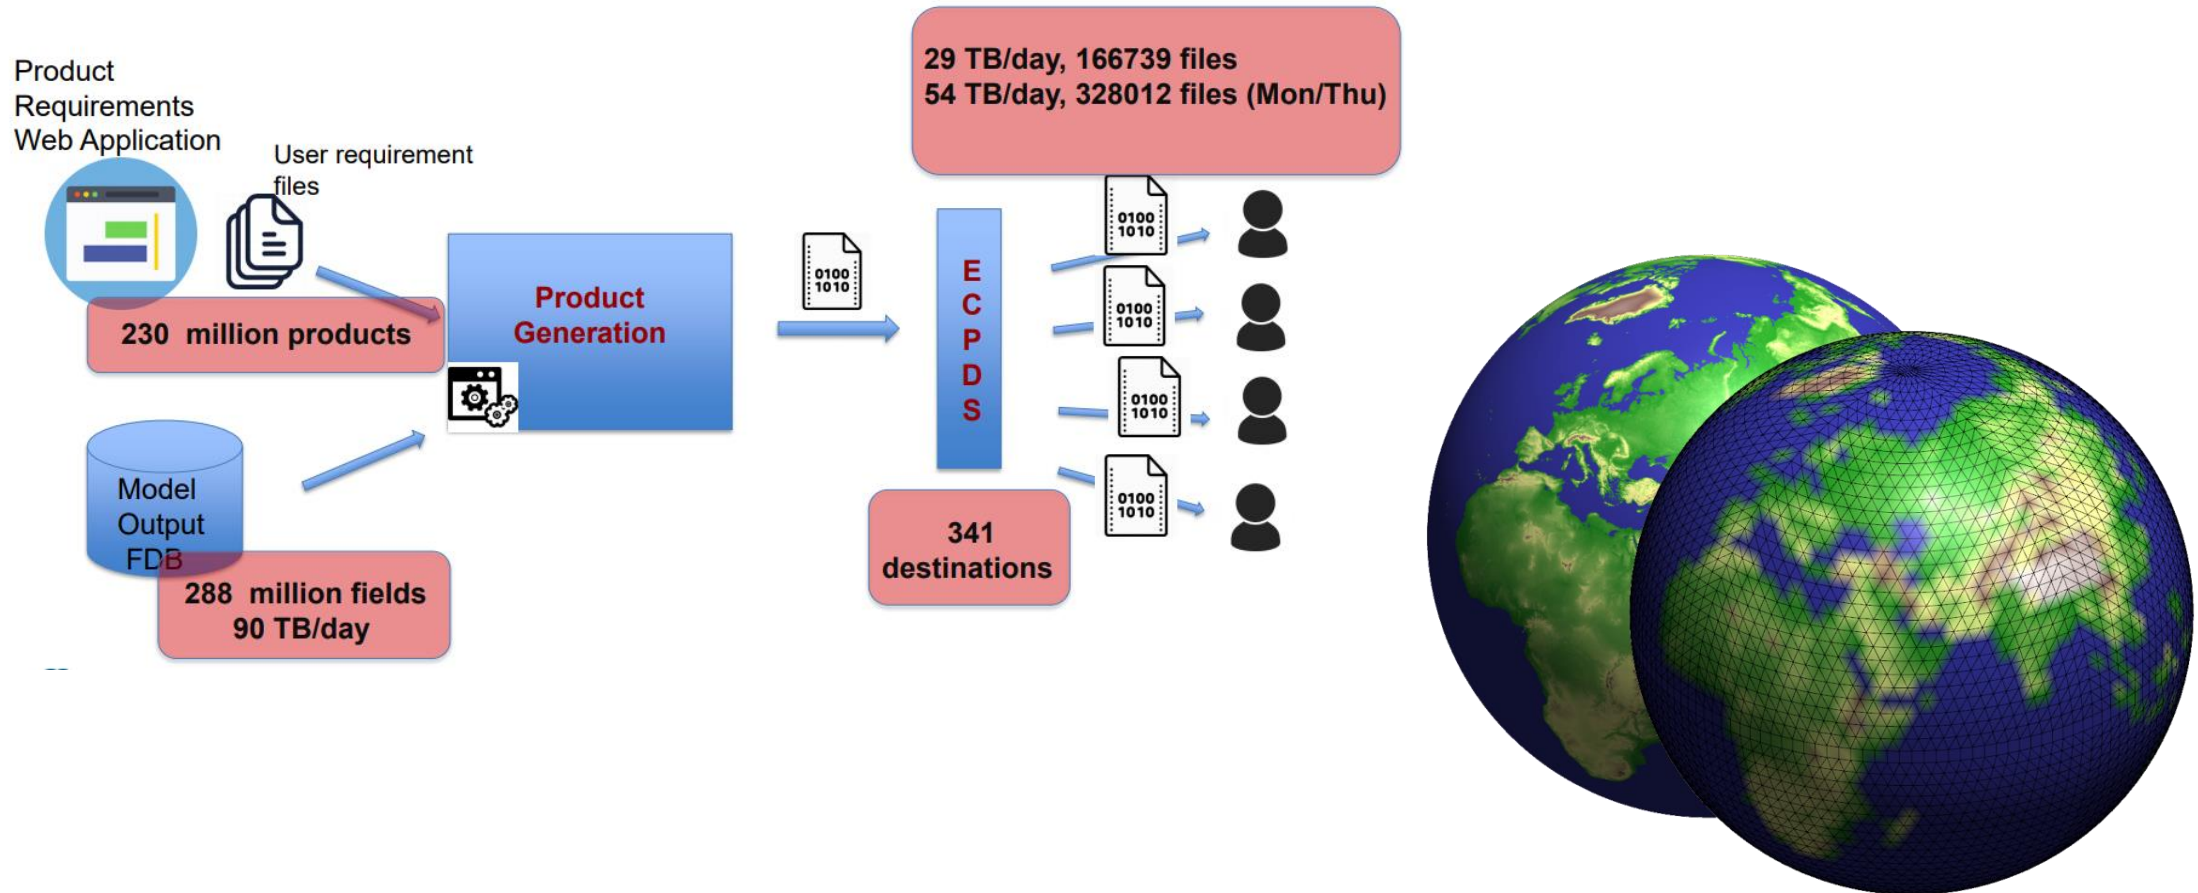 Product
Requirements
Web Application
User requirement
files
230 million products
Model
Output
FDB
288 million fields
90 TB/day
Product
Generation
0100
1010
E
C
P
D
S
341
destinations
29 TB/day, 166739 files
54 TB/day, 328012 files (Mon/Thu)
0100
1010
0100
1010
0100
1010
0100
1010